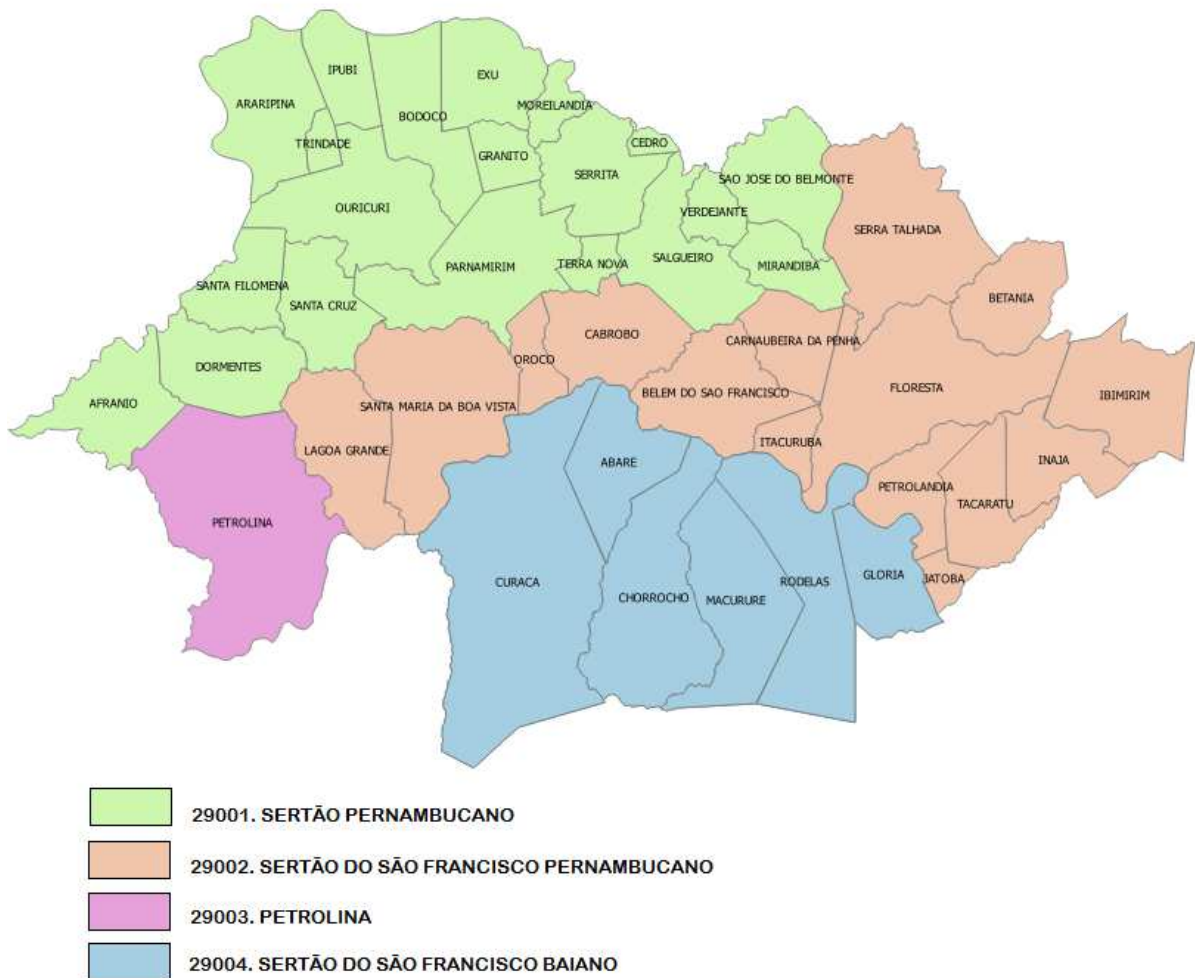 IPUBI
EXU
ARARIPINA
MOREILANDIA
BODOCO
TRINDADE
CEDRO
GRANITO
SERRITA
SAO JOSE DO BELMONTE
OURICURI
VERDEJANTE
SERRA TALHADA
SALGUEIRO
TERRA NOVA
PARNAMIRIM
MIRANDIBA
SANTA FILOMENA
SANTA CRUZ
BETANIA
CABROBO
CARNAUBEIRA DA PENHA
OROCO
DORMENTES
FLORESTA
BELEM DO SAO FRANCISCO
IBIMIRIM
AFRANIO
SANTA MARIA DA BOA VISTA
ITACURUBA
LAGOA GRANDE
INAJA
ABARE
PETROLANDIA
TACARATU
PETROLINA
GLORIA
JATOBA
CURACA
RODELAS
CHORROCHO
MACURURE
29001. SERTÃO PERNAMBUCANO
29002. SERTÃO DO SÃO FRANCISCO PERNAMBUCANO
29003. PETROLINA
29004. SERTÃO DO SÃO FRANCISCO BAIANO